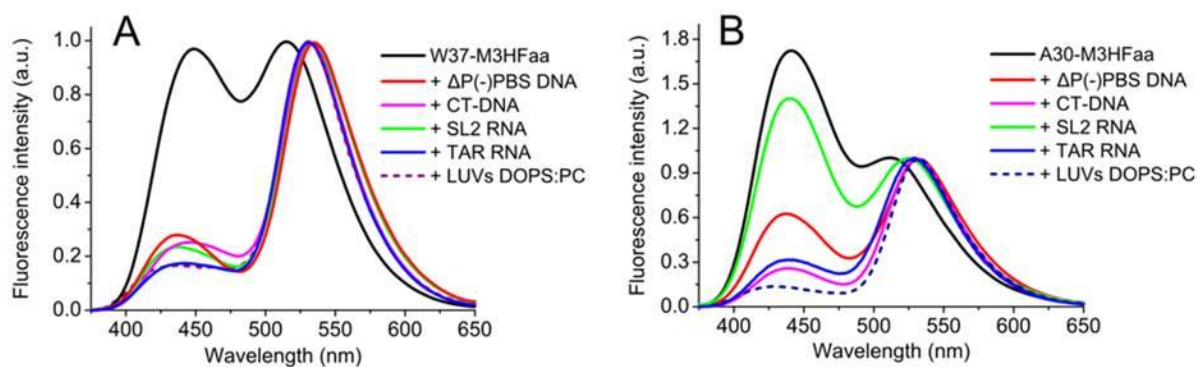 A
Fluorescence intensity (a.u.)
1.0
0.8
0.6
0.4
0.2
0.0
400 450 500 550 600 650
Wavelength (nm)
W37-M3HFaa
+ ΔP(-)PBS DNA
+ CT-DNA
+ SL2 RNA
+ TAR RNA
+ LUVs DOPS:PC
B
Fluorescence intensity (a.u.)
1.8
1.5
1.2
0.9
0.6
0.3
0.0
400 450 500 550 600 650
Wavelength (nm)
A30-M3HFaa
+ ΔP(-)PBS DNA
+ CT-DNA
+ SL2 RNA
+ TAR RNA
+ LUVs DOPS:PC